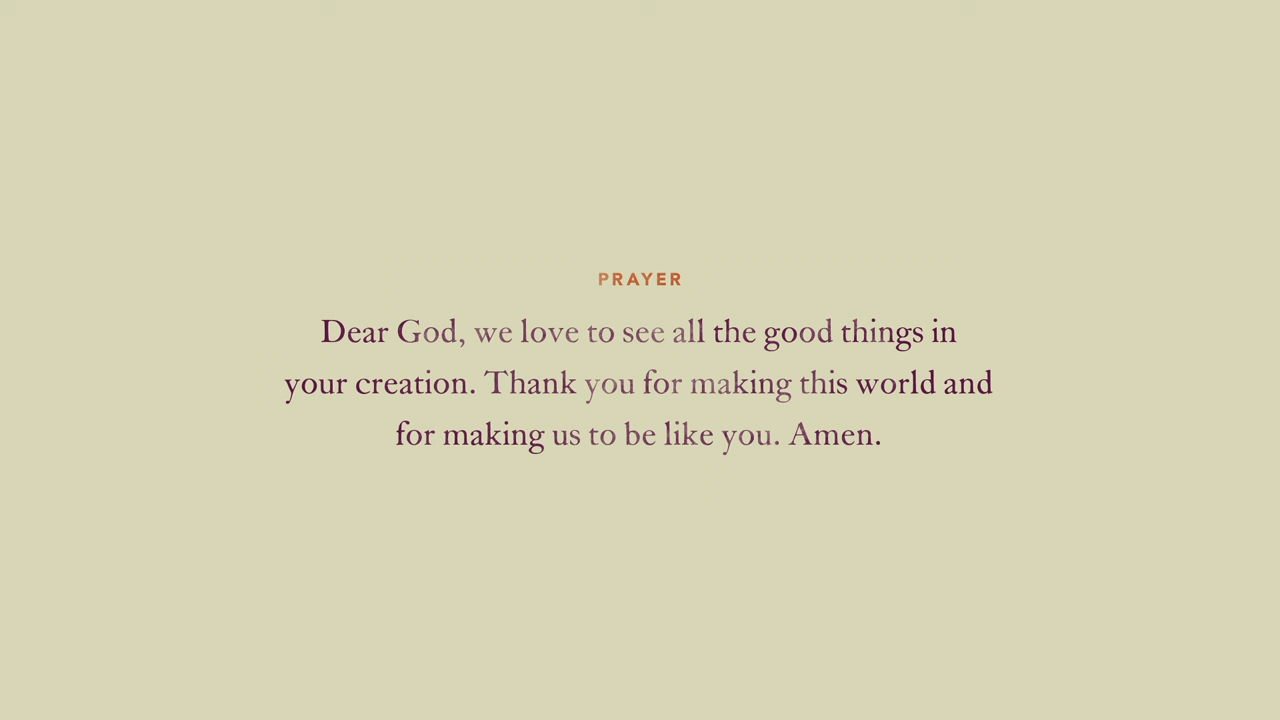 PRAYER
Dear God, we love to see all the good things in
your creation. Thank you for making this world and
for making us to be like you. Amen.